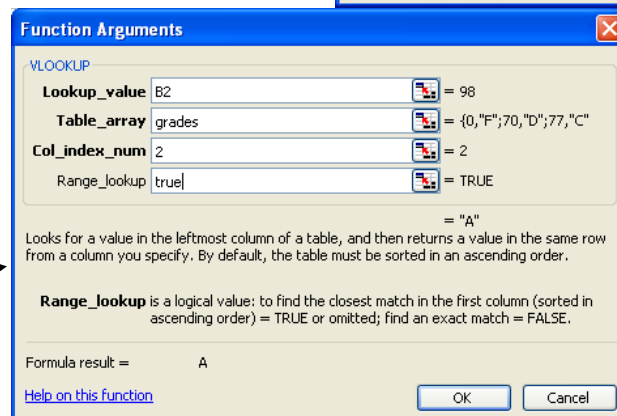 Function Arguments
VLOOKUP
Lookup_value B2 = 98
Table_array grades = {0,"F";70,"D";77,"C"
Col_index_num 2 = 2
Range_lookup true = TRUE
= "A"
Looks for a value in the leftmost column of a table, and then returns a value in the same row
from a column you specify. By default, the table must be sorted in an ascending order.
Range_lookup is a logical value: to find the closest match in the first column (sorted in
ascending order) = TRUE or omitted; find an exact match = FALSE.
Formula result = A
Help on this function OK Cancel